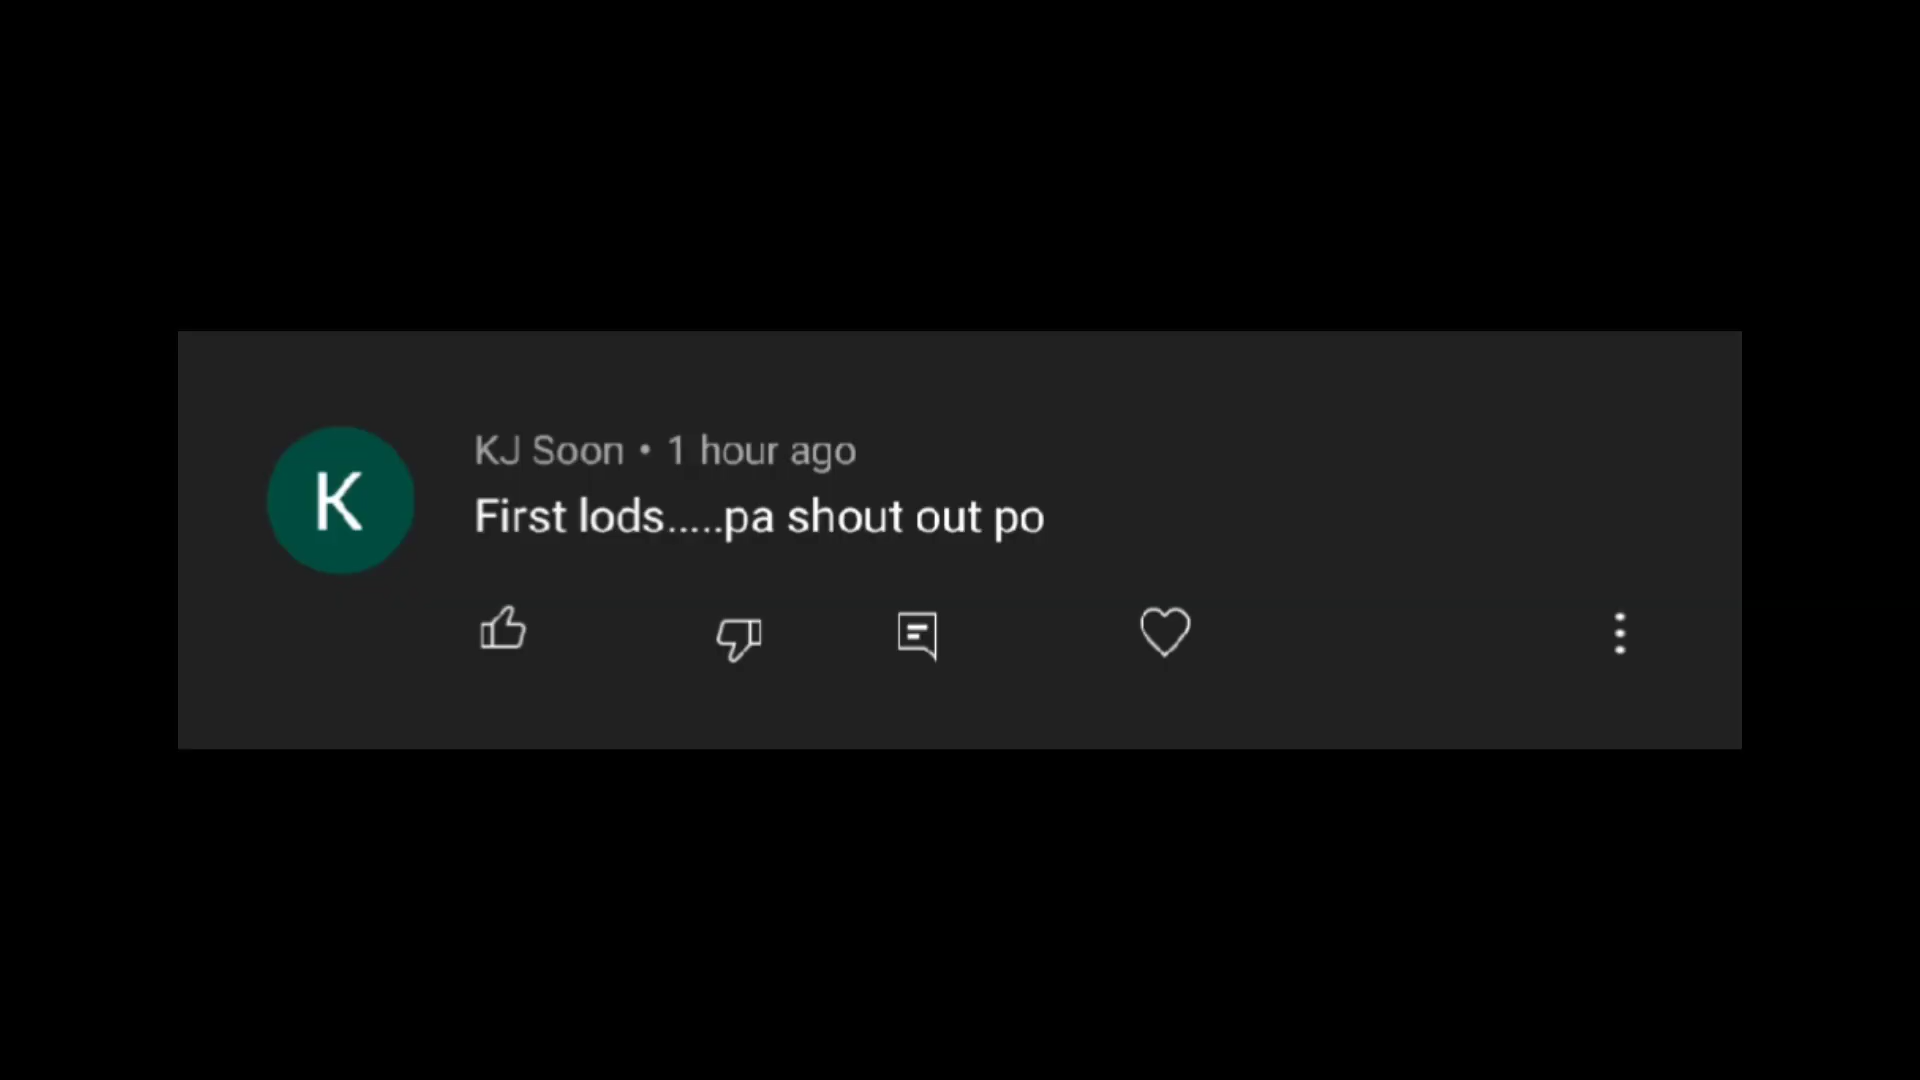 K
KJ Soon • 1 hour ago
First lods.....pa shout out po